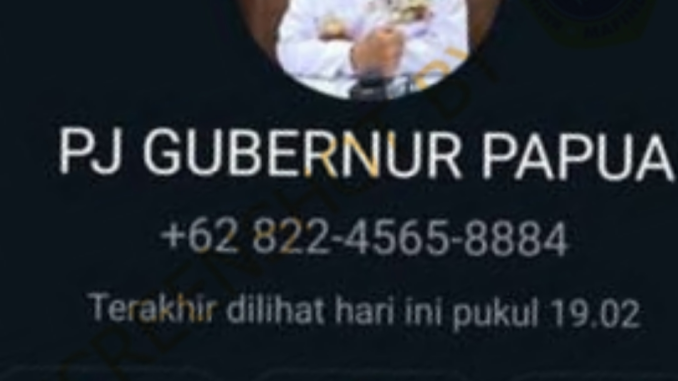 PJ GUBERNUR PAPUA
+62 822-4565-8884
Terakhir dilihat hari ini pukul 19.02